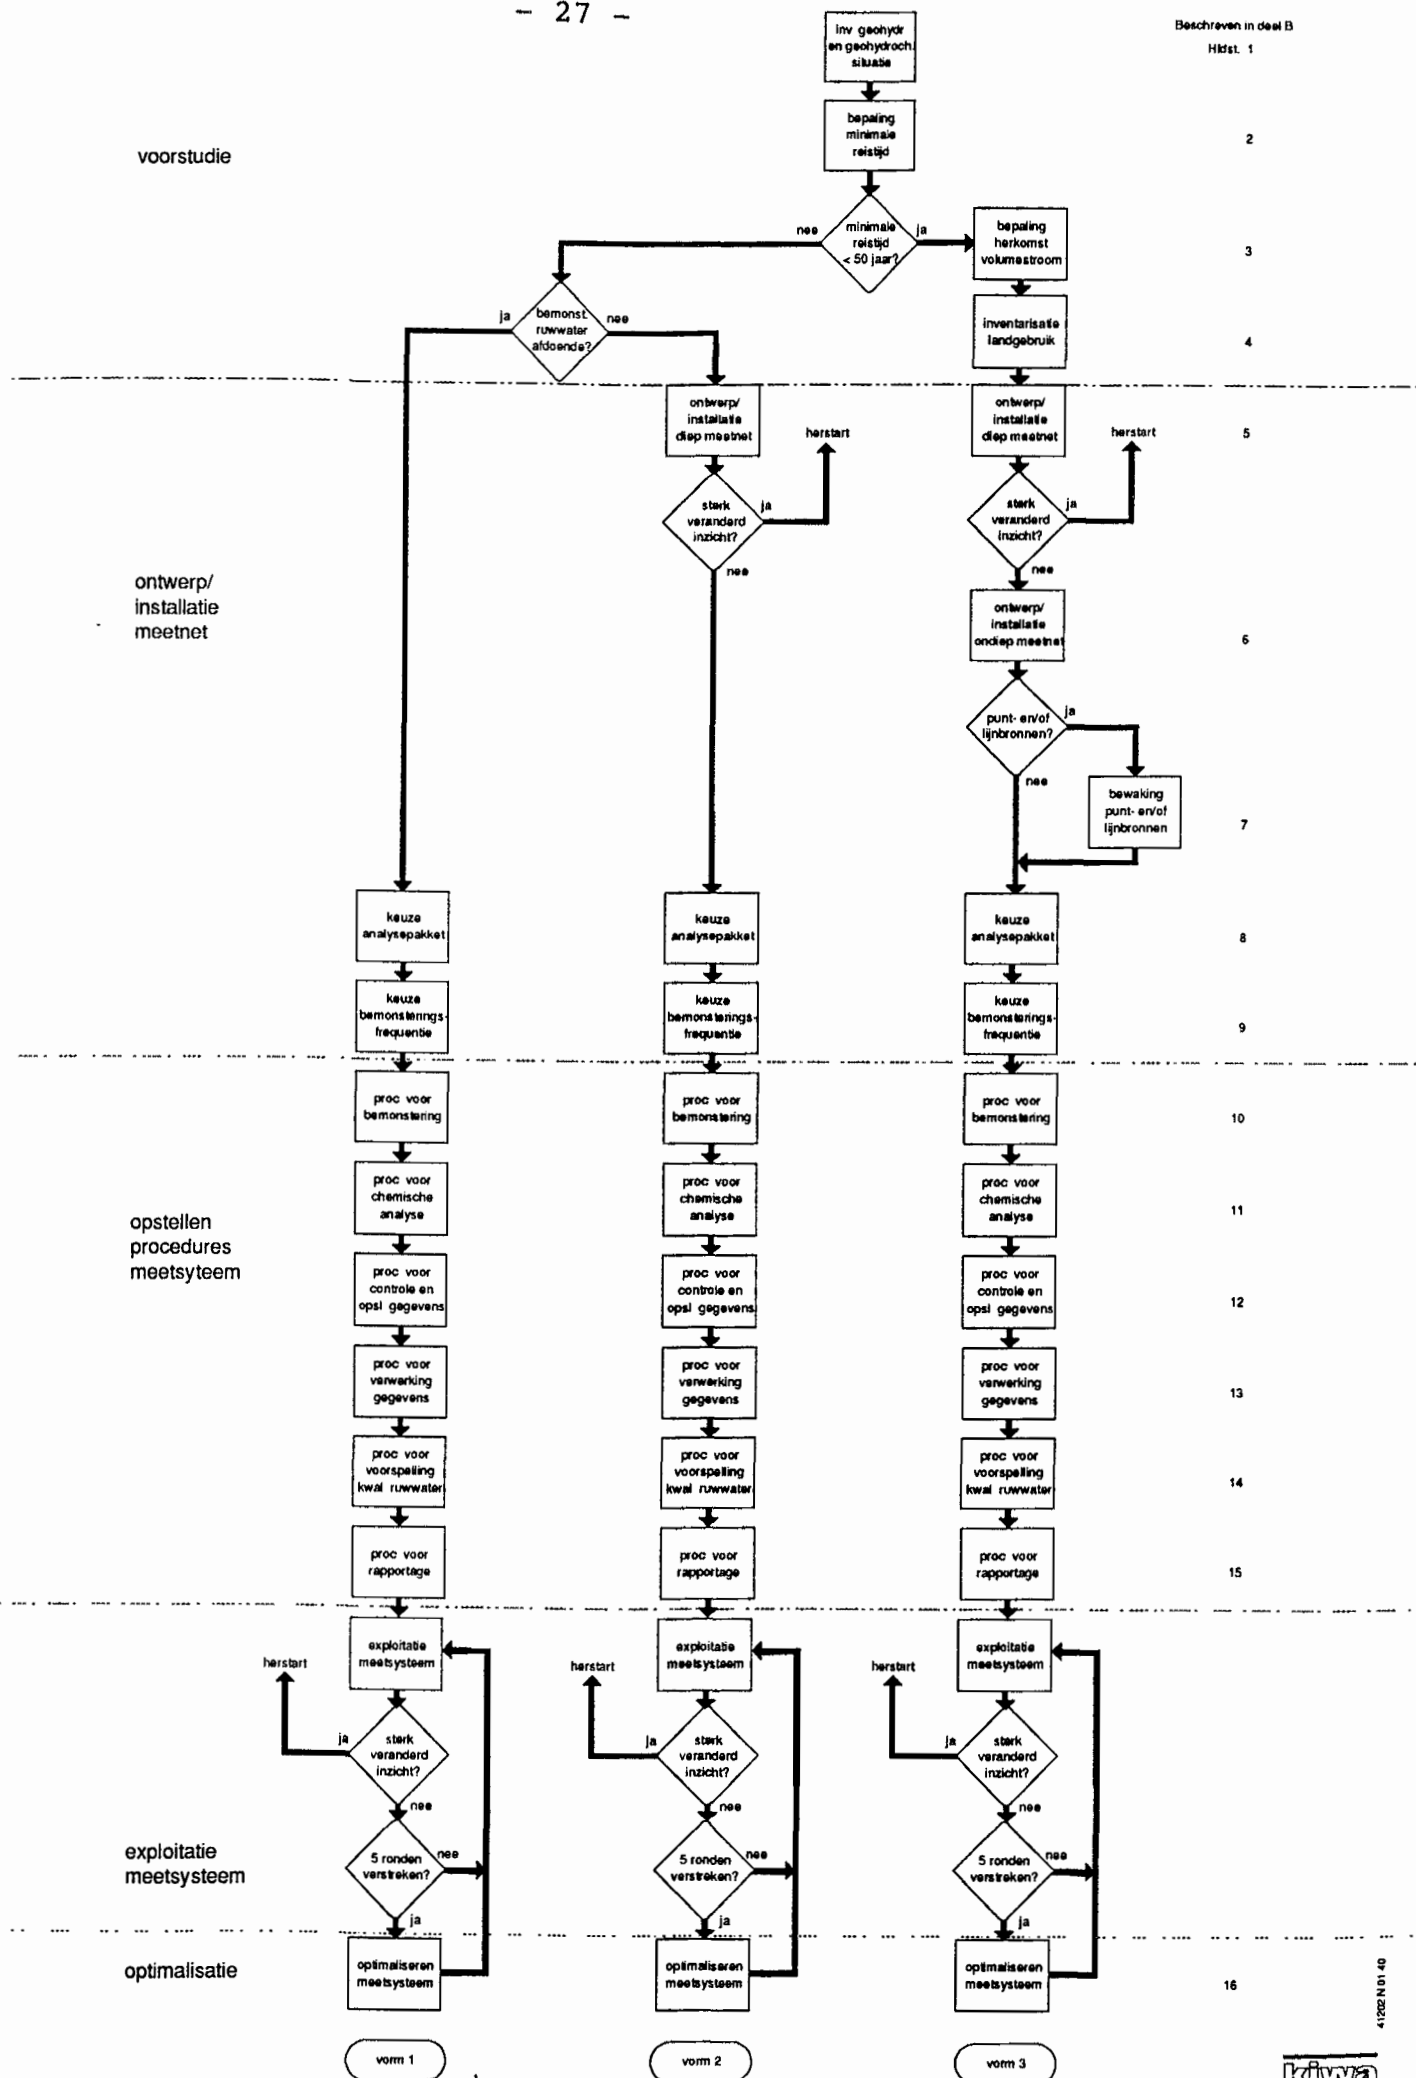 - 27 -
Beschreven in deel B
Hfdst. 1
inv geohydr
en geohydroch.
situatie
bepaling
minimale
reistijd
2
voorstudie
minimale
reistijd
< 50 jaar?
nee
ja
bepaling
herkomst
volumestroom
3
bemonst.
ruwwater
afdoende?
ja
nee
inventarisatie
landgebruik
4
ontwerp/
installatie
diep meetnet
herstart
ontwerp/
installatie
diep meetnet
herstart
5
sterk
veranderd
inzicht?
ja
nee
sterk
veranderd
inzicht?
ja
nee
ontwerp/
installatie
meetnet
ontwerp/
installatie
ondiep meetnet
6
punt- en/of
lijnbronnen?
ja
nee
bewaking
punt- en/of
lijnbronnen
7
keuze
analysepakket
keuze
analysepakket
keuze
analysepakket
8
keuze
bemonsterings-
frequentie
keuze
bemonsterings-
frequentie
keuze
bemonsterings-
frequentie
9
proc voor
bemonstering
proc voor
bemonstering
proc voor
bemonstering
10
proc voor
chemische
analyse
proc voor
chemische
analyse
proc voor
chemische
analyse
11
opstellen
procedures
meetsyteem
proc voor
controle en
opsl gegevens
proc voor
controle en
opsl gegevens
proc voor
controle en
opsl gegevens
12
proc voor
verwerking
gegevens
proc voor
verwerking
gegevens
proc voor
verwerking
gegevens
13
proc voor
voorspelling
kwal ruwwater
proc voor
voorspelling
kwal ruwwater
proc voor
voorspelling
kwal ruwwater
14
proc voor
rapportage
proc voor
rapportage
proc voor
rapportage
15
exploitatie
meetsysteem
exploitatie
meetsysteem
exploitatie
meetsysteem
herstart
herstart
herstart
sterk
veranderd
inzicht?
ja
nee
sterk
veranderd
inzicht?
ja
nee
sterk
veranderd
inzicht?
ja
nee
exploitatie
meetsysteem
5 ronden
verstreken?
nee
ja
5 ronden
verstreken?
nee
ja
5 ronden
verstreken?
nee
ja
optimalisatie
optimaliseren
meetsysteem
optimaliseren
meetsysteem
optimaliseren
meetsysteem
16
41202 N 01 40
vorm 1
vorm 2
vorm 3
kiwa